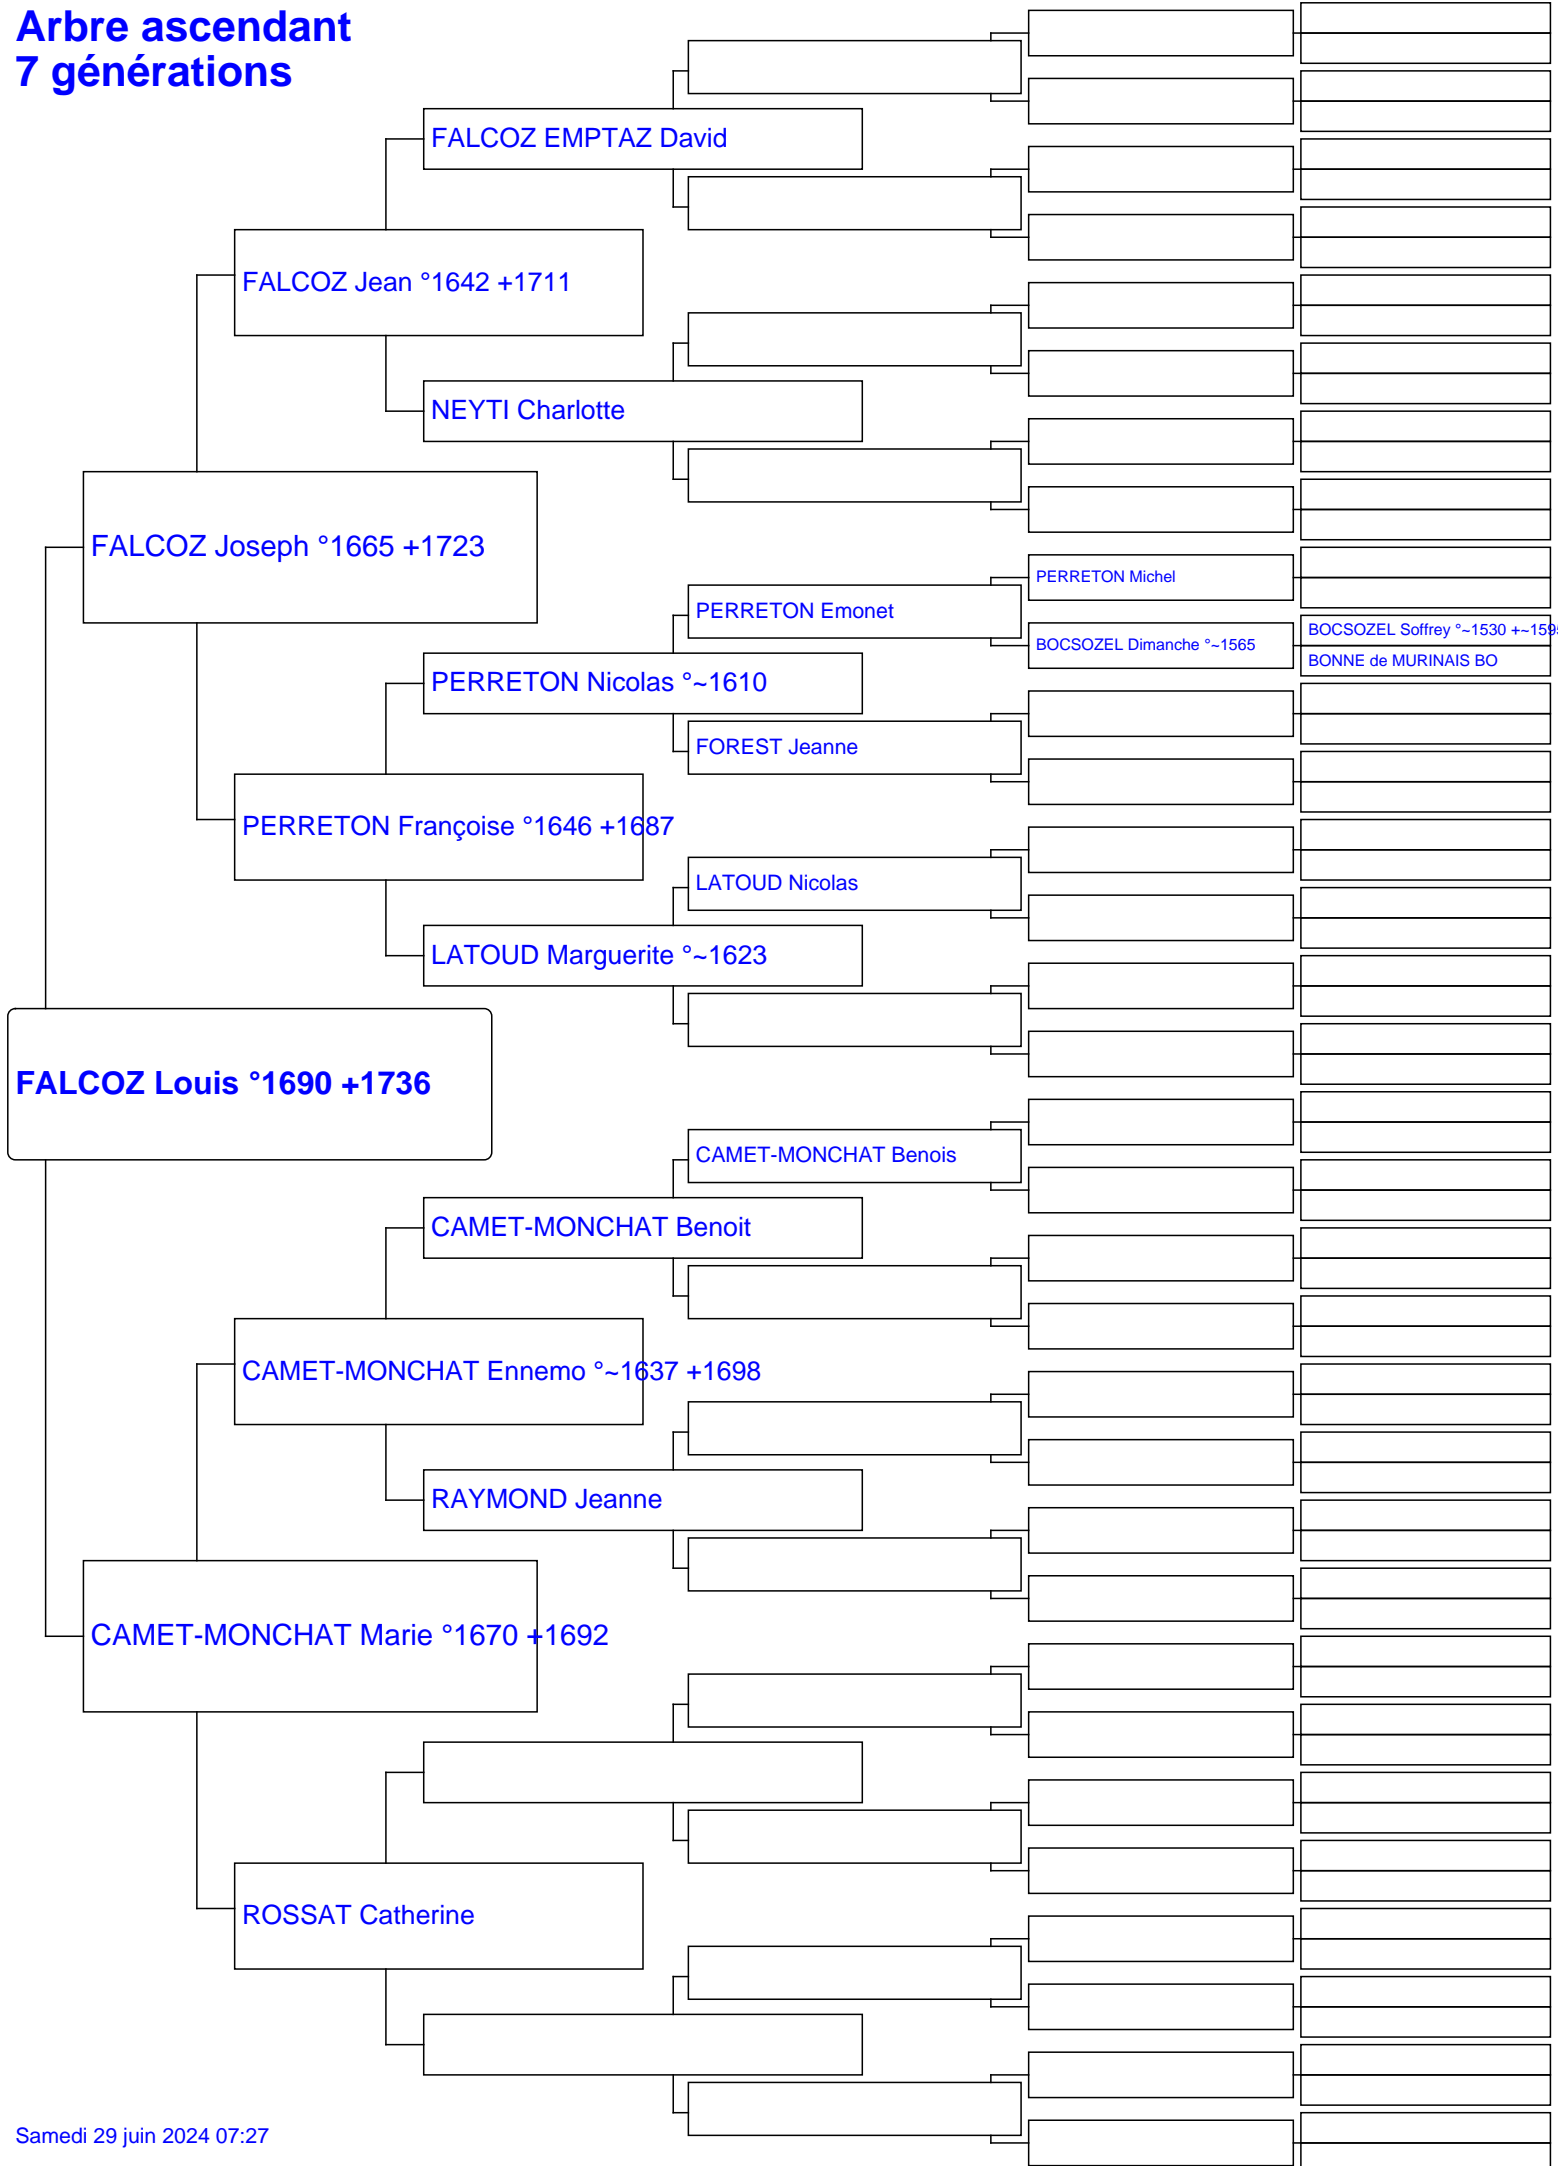 Arbre ascendant
7 générations
FALCOZ EMPTAZ David
FALCOZ Jean °1642 +1711
NEYTI Charlotte
FALCOZ Joseph °1665 +1723
PERRETON Michel
PERRETON Emonet
BOCSOZEL Soffrey °~1530 +~1595
BOCSOZEL Dimanche °~1565
BONNE de MURINAIS BO
PERRETON Nicolas °~1610
FOREST Jeanne
PERRETON Françoise °1646 +1687
LATOUD Nicolas
LATOUD Marguerite °~1623
FALCOZ Louis °1690 +1736
CAMET-MONCHAT Benois
CAMET-MONCHAT Benoit
CAMET-MONCHAT Ennemo °~1637 +1698
RAYMOND Jeanne
CAMET-MONCHAT Marie °1670 +1692
ROSSAT Catherine
Samedi 29 juin 2024 07:27